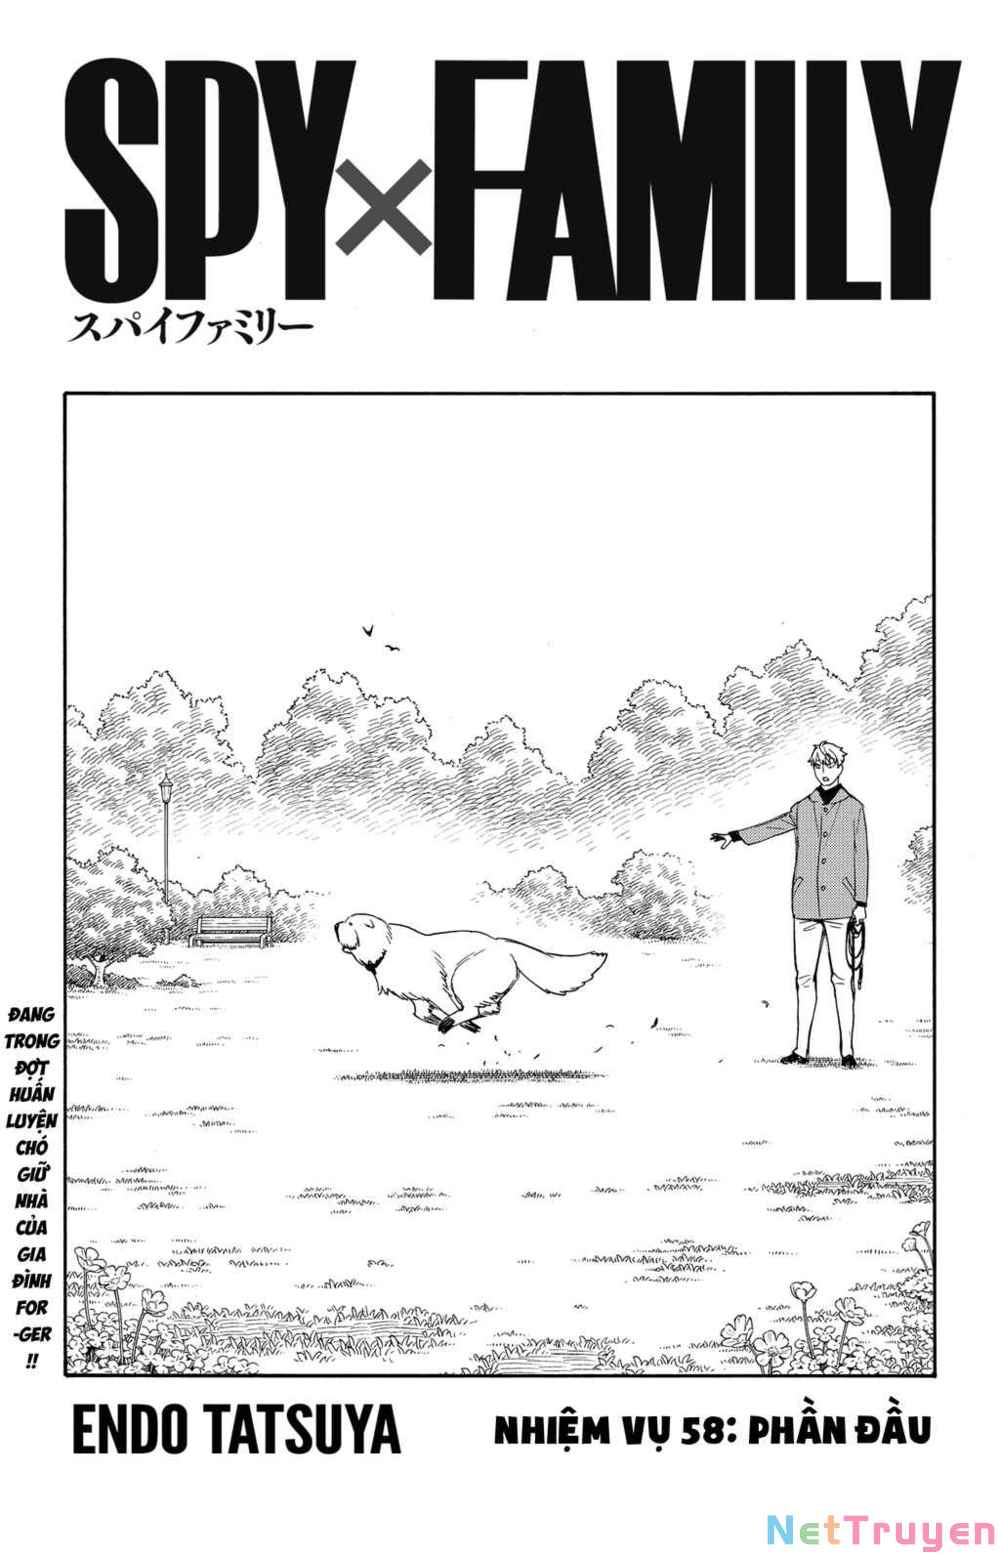 SPY×FAMILY
スパイファミリー
ĐANG
TRONG
ĐỢT
HUẤN
LUYỆN
CHÓ
GIỮ
NHÀ
CỦA
GIA
ĐÌNH
FOR
-GER
!!
ENDO TATSUYA
NHIỆM VỤ 58: PHẦN ĐẦU
NetTruyen